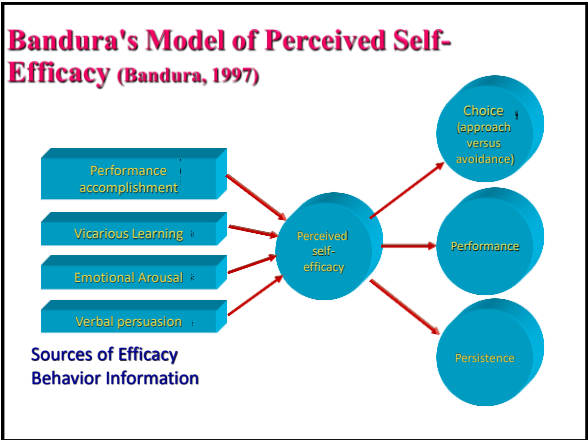 Bandura's Model of Perceived Self-
Efficacy (Bandura, 1997)
Performance
accomplishment
Vicarious Learning
Emotional Arousal
Verbal persuasion
Sources of Efficacy
Behavior Information
Perceived
self-
efficacy
Choice
(approach
versus
avoidance)
Performance
Persistence